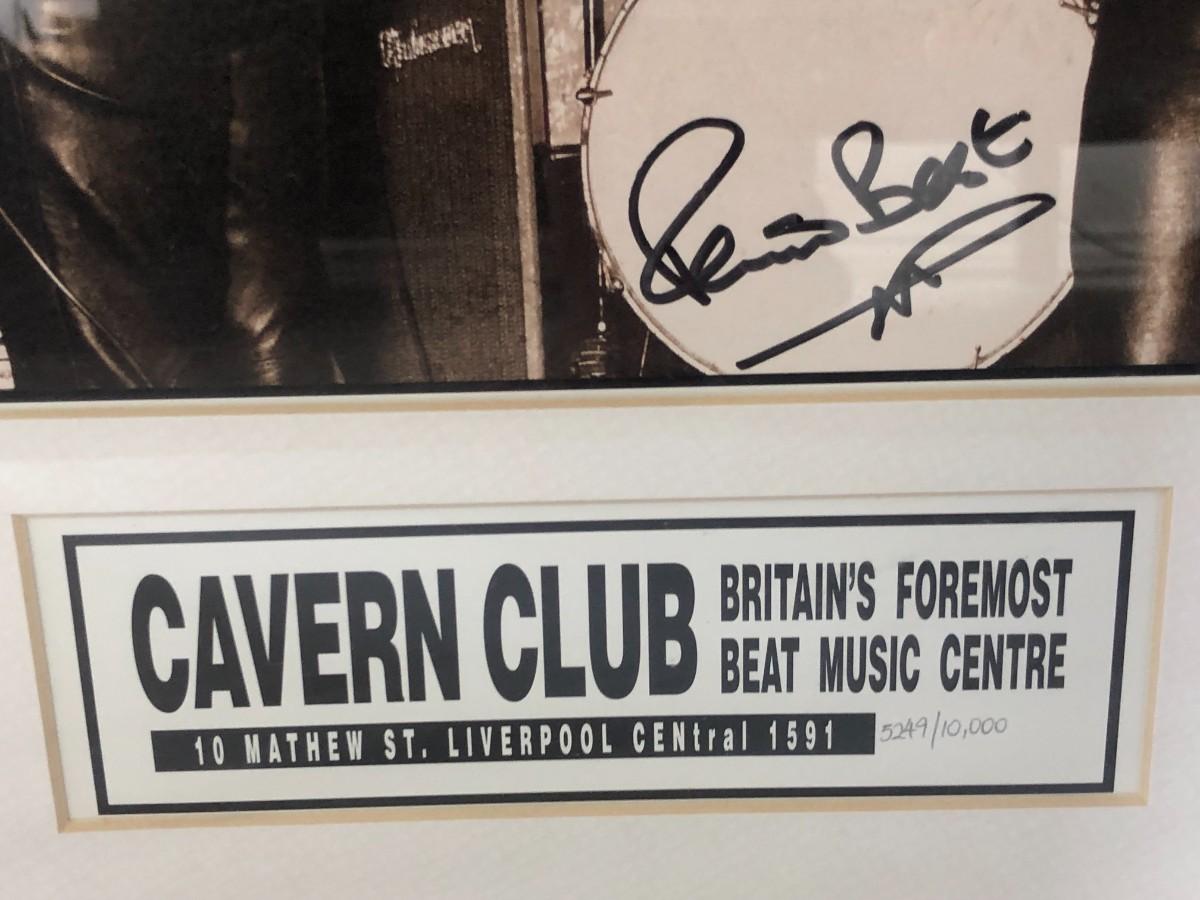 Best
CAVERN CLUB
BRITAIN'S FOREMOST
BEAT MUSIC CENTRE
10 MATHEW ST. LIVERPOOL CENtral 1591
5249/10,000